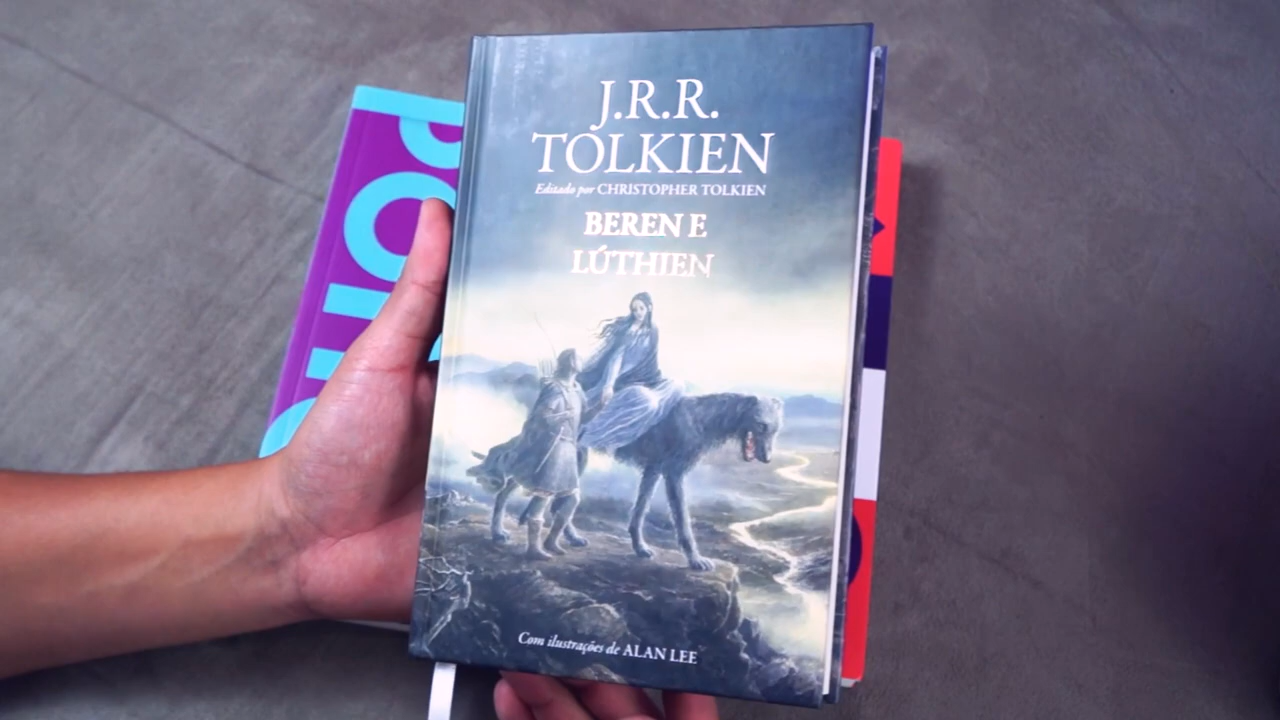 J.R.R.
TOLKIEN
Editado por CHRISTOPHER TOLKIEN
BEREN E
LÚTHIEN
Com ilustrações de ALAN LEE